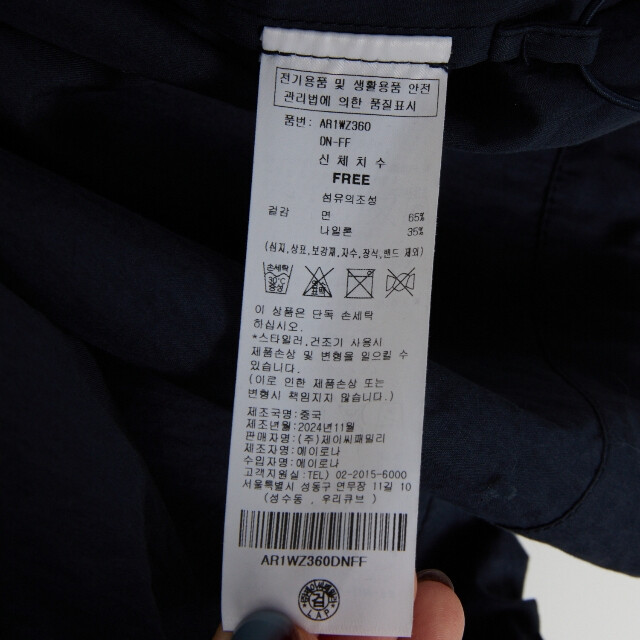 전기용품 및 생활용품 안전
관리법에 의한 품질표시
품번: AR1WZ360
DN-FF
신체치수
FREE
섬유의조성
겉감 면 65%
나일론 35%
(심지,상표,보강재,자수,장식,밴드 제외)
손세탁
이 상품은 단독 손세탁
하십시오.
*스타일러,건조기 사용시
제품손상 및 변형을 일으킬 수
있습니다.
(이로 인한 제품손상 또는
변형시 책임지지 않습니다.)
제조국명:중국
제조년월:2024년11월
판매자명:(주)제이씨패밀리
제조자명:에이로나
수입자명:에이로나
고객지원실:TEL) 02-2015-6000
서울특별시 성동구 연무장 11길 10
(성수동, 우리큐브)
AR1WZ360DNFF
검